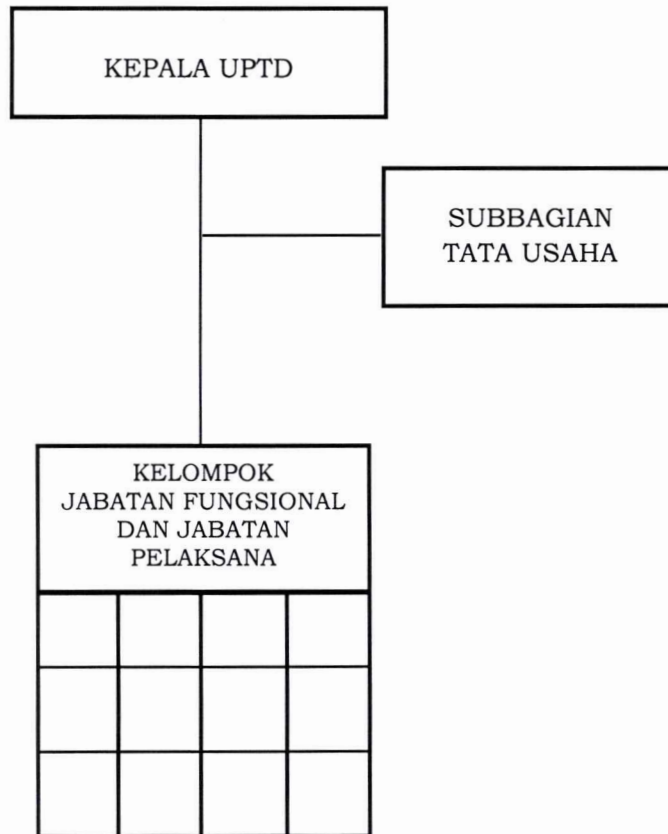 KEPALA UPTD
SUBBAGIAN
TATA USAHA
KELOMPOK
JABATAN FUNGSIONAL
DAN JABATAN
PELAKSANA